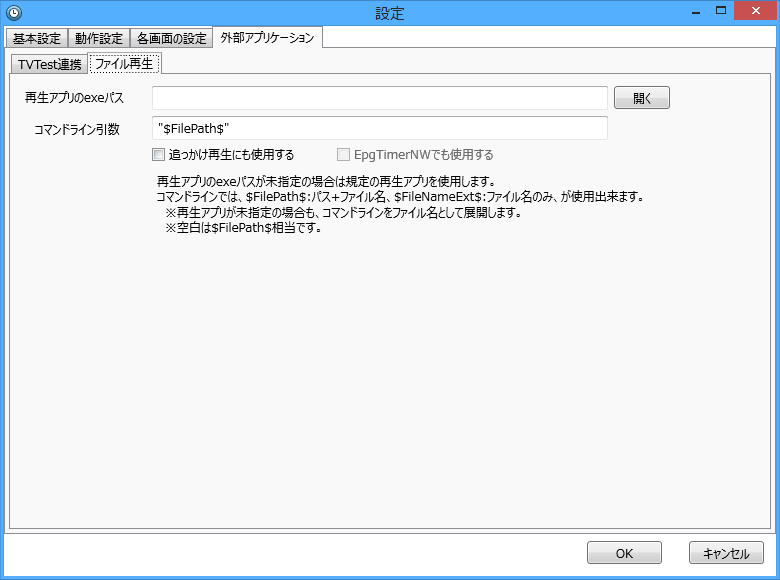 設定
基本設定 動作設定 各画面の設定 外部アプリケーション
TVTest連携 ファイル再生
再生アプリのexeパス 開く
コマンドライン引数 "$FilePath$"
追っかけ再生にも使用する EpgTimerNWでも使用する
再生アプリのexeパスが未指定の場合は規定の再生アプリを使用します。
コマンドラインでは、$FilePath$:パス+ファイル名、$FileNameExt$:ファイル名のみ、が使用出来ます。
※再生アプリが未指定の場合も、コマンドラインをファイル名として展開します。
※空白は$FilePath$相当です。
OK キャンセル